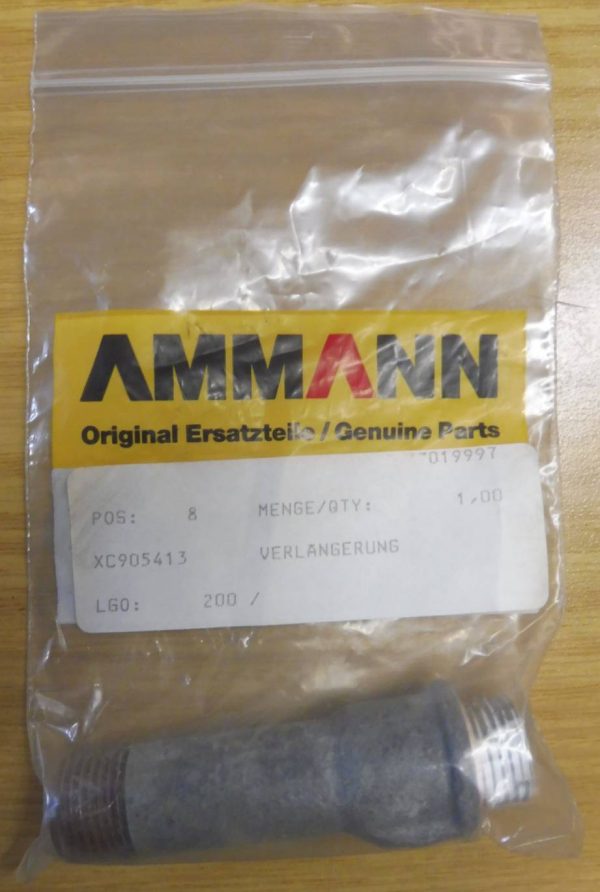 AMMANN
Original Ersatzteile / Genuine Parts
019997
POS: 8 MENGE/QTY: 1,00
XC905413 VERLÄNGERUNG
LGO: 200 /